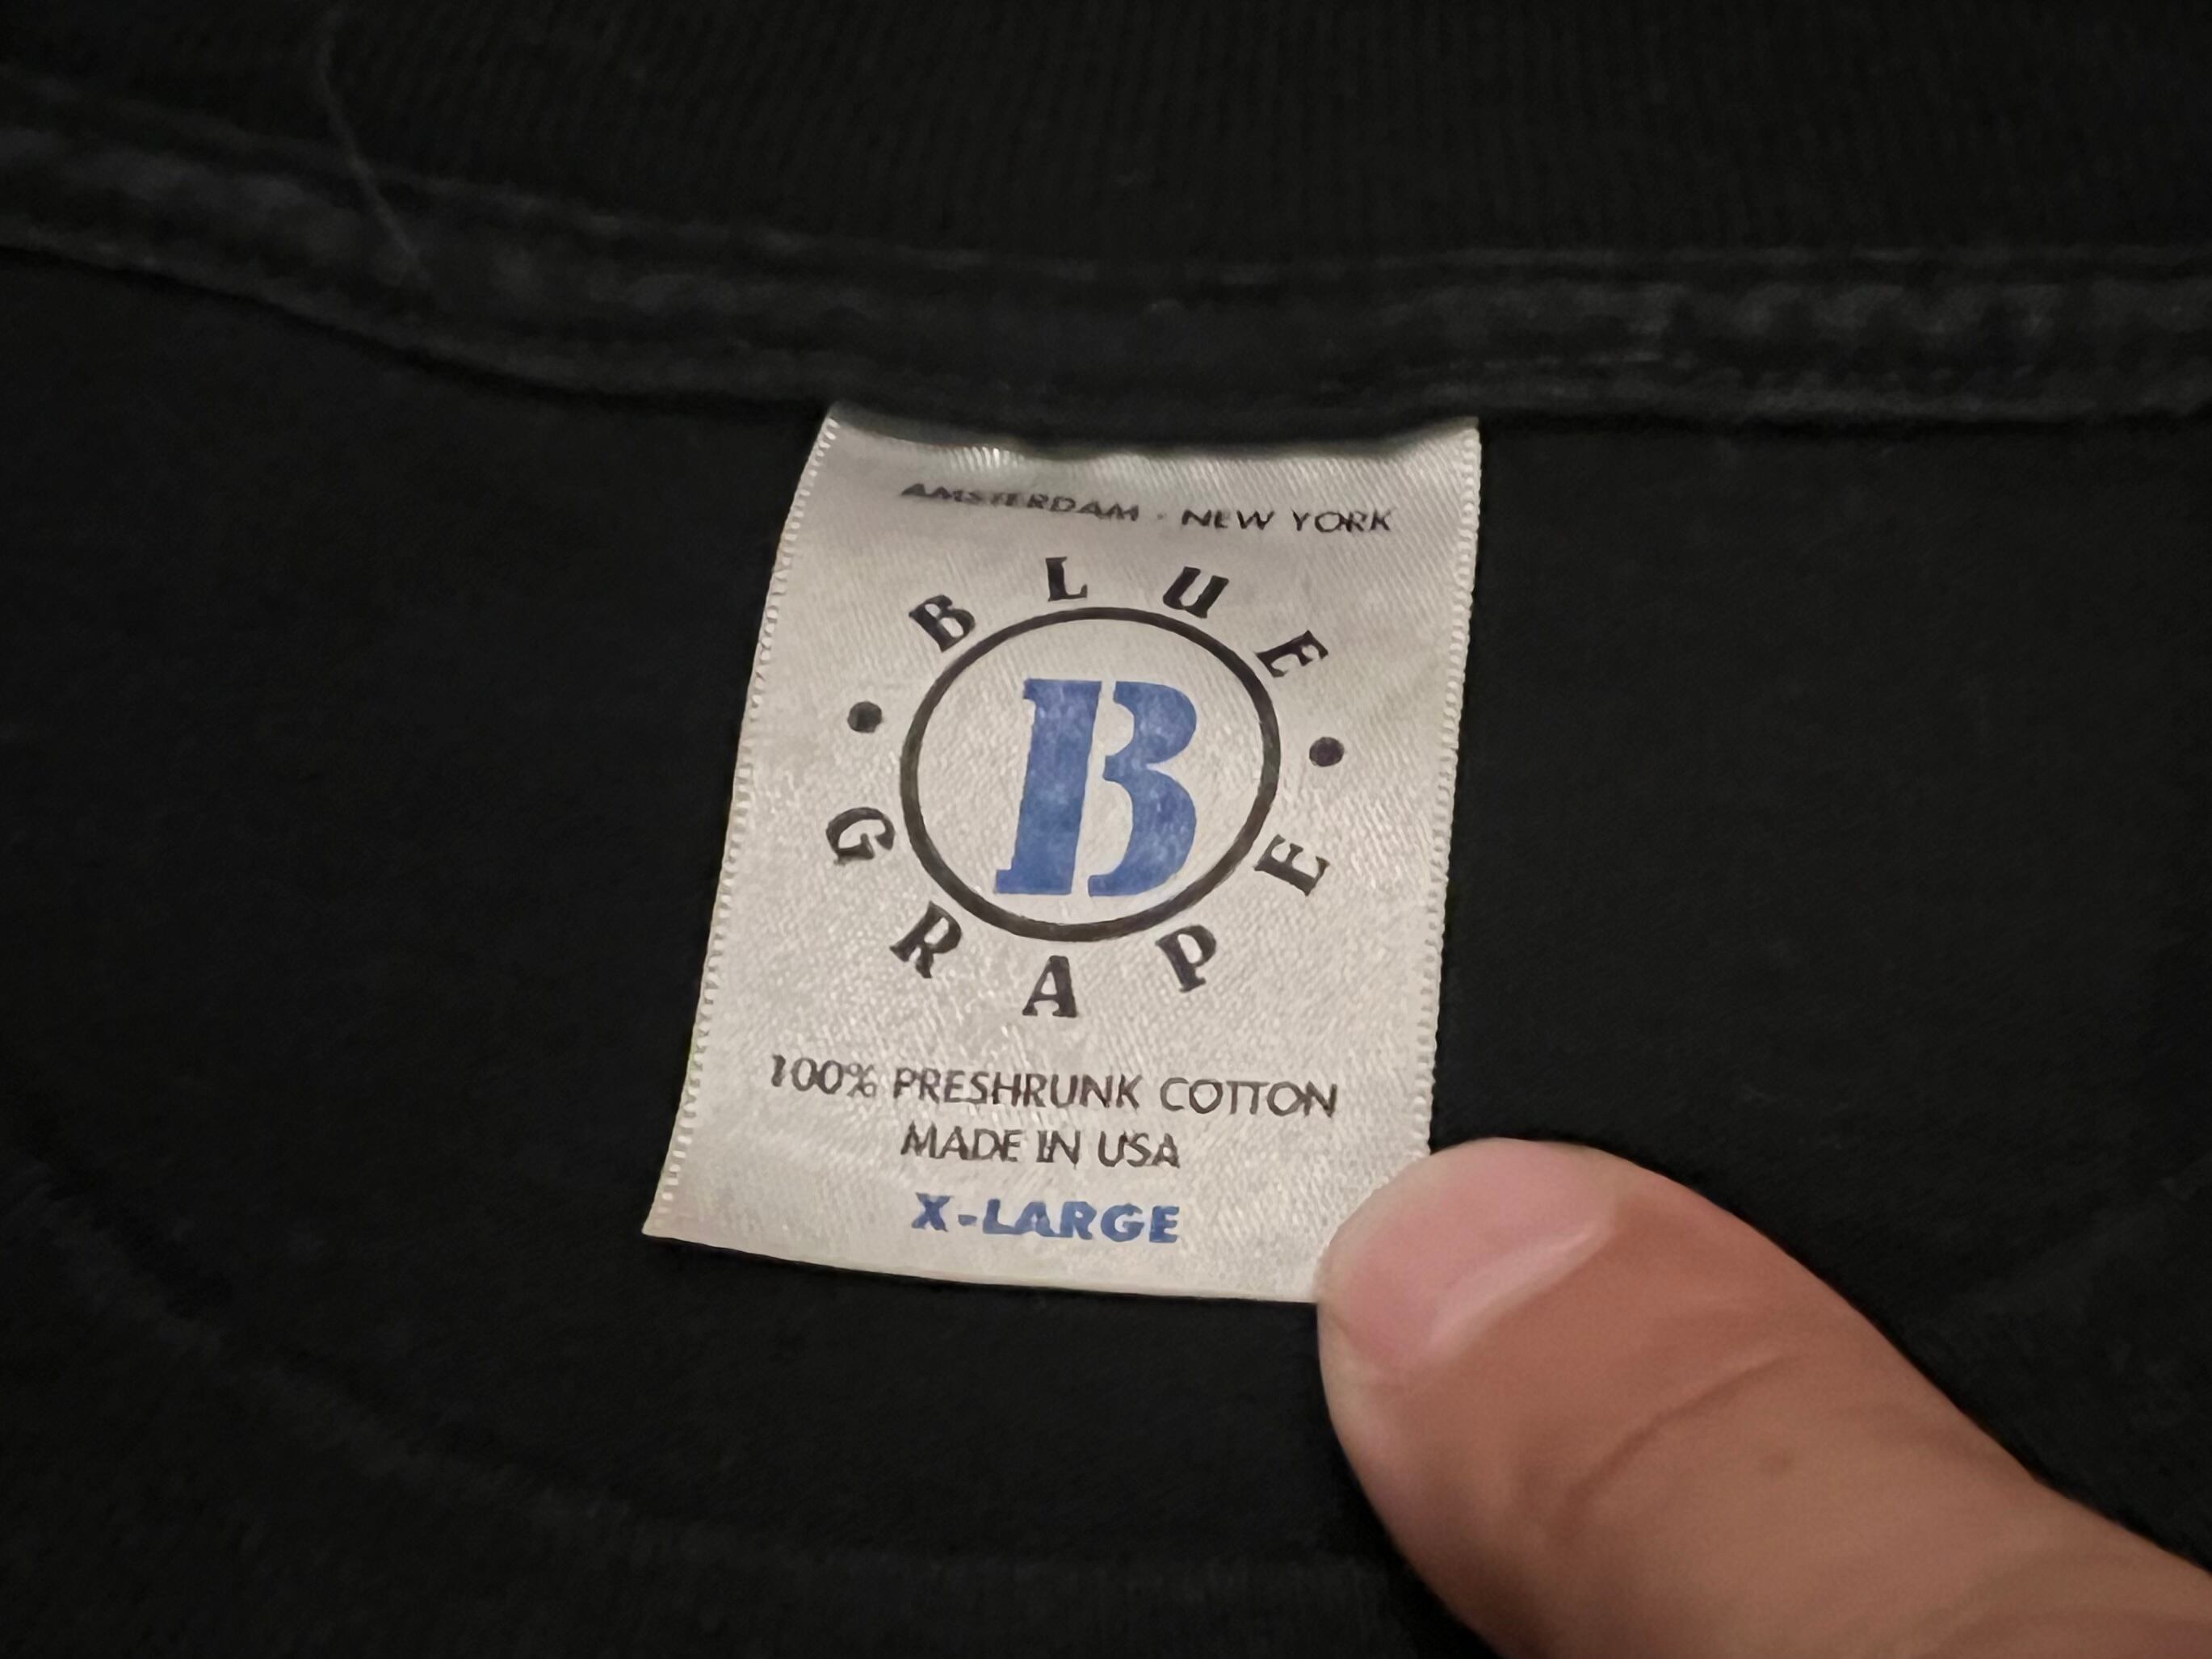 AMSTERDAM - NEW YORK
BLUE
B
GRAPE
100% PRESHRUNK COTTON
MADE IN USA
X-LARGE